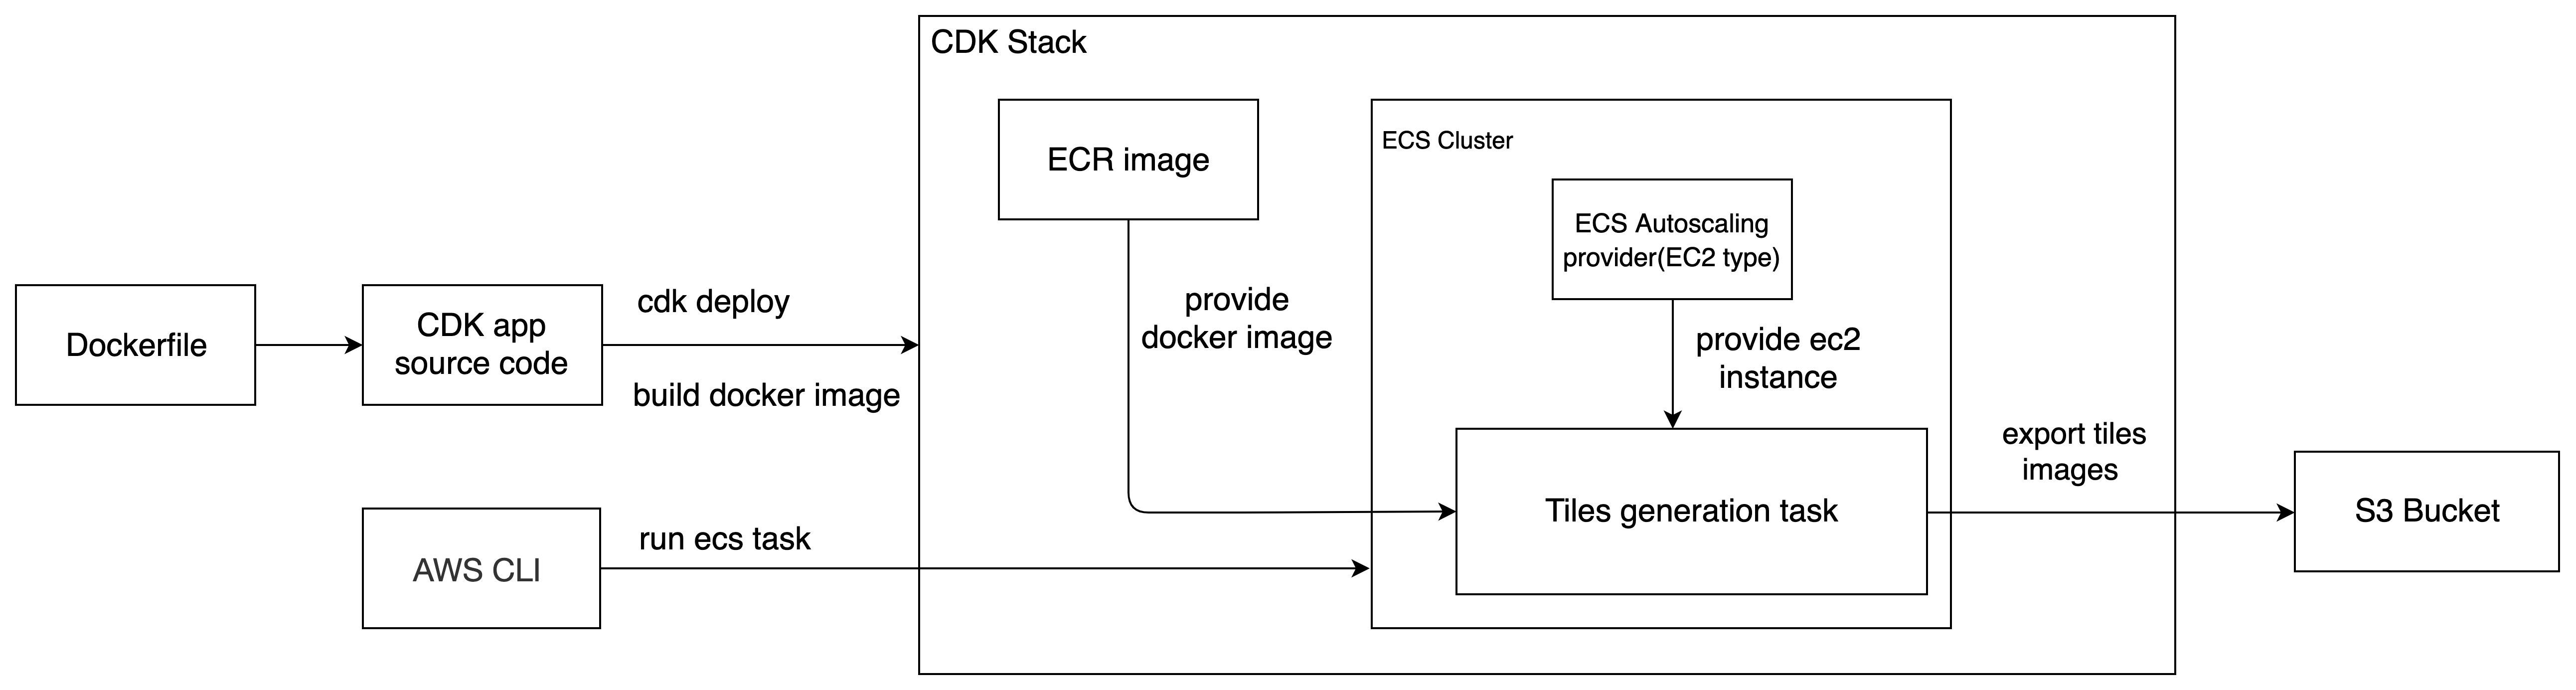 CDK Stack
ECR image
ECS Cluster
ECS Autoscaling
provider(EC2 type)
Dockerfile
CDK app
source code
cdk deploy
build docker image
provide
docker image
provide ec2
instance
AWS CLI
run ecs task
Tiles generation task
export tiles
images
S3 Bucket